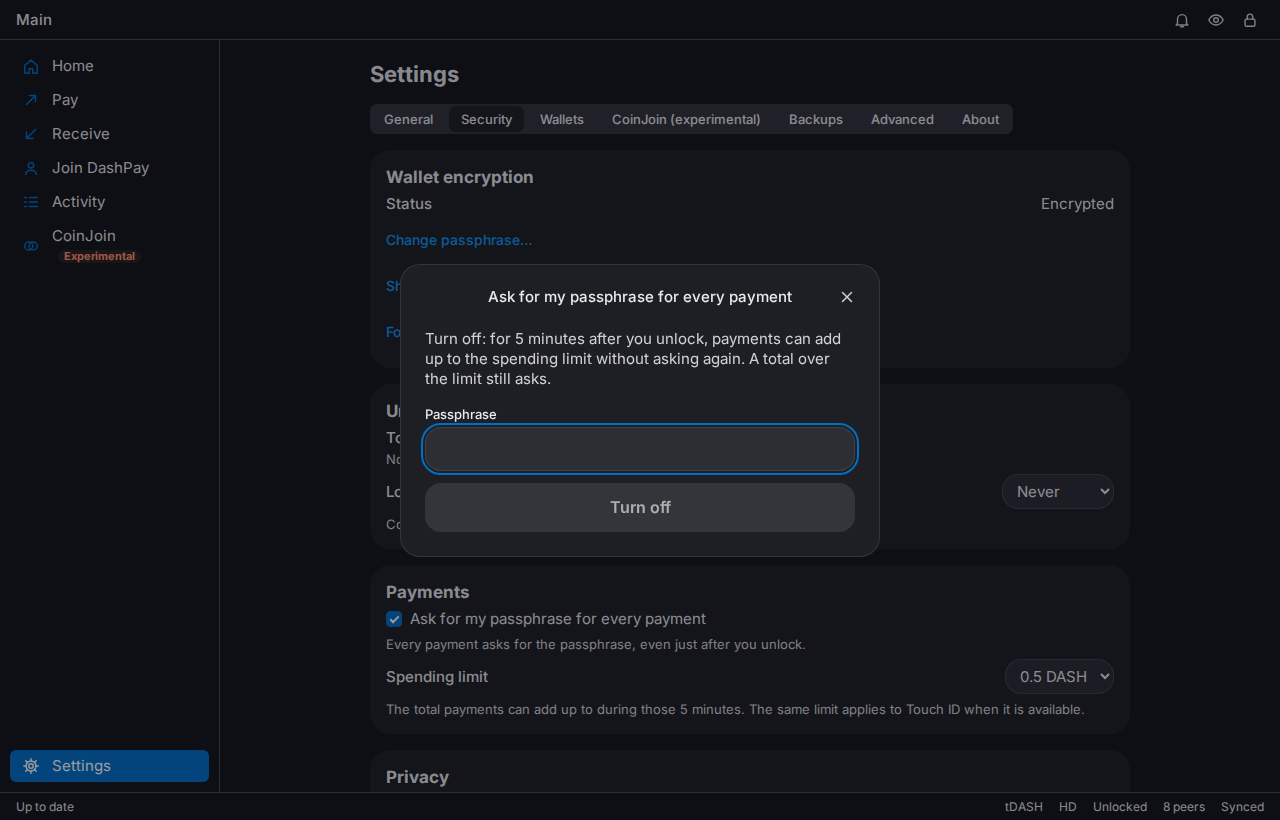 Main
Home
Pay
Receive
Join DashPay
Activity
CoinJoin
Experimental
Settings
Settings
General Security Wallets CoinJoin (experimental) Backups Advanced About
Wallet encryption
Status Encrypted
Change passphrase...
Ask for my passphrase for every payment
Turn off: for 5 minutes after you unlock, payments can add
up to the spending limit without asking again. A total over
the limit still asks.
Passphrase
Turn off
Never
Payments
Ask for my passphrase for every payment
Every payment asks for the passphrase, even just after you unlock.
Spending limit 0.5 DASH
The total payments can add up to during those 5 minutes. The same limit applies to Touch ID when it is available.
Privacy
Up to date tDASH HD Unlocked 8 peers Synced